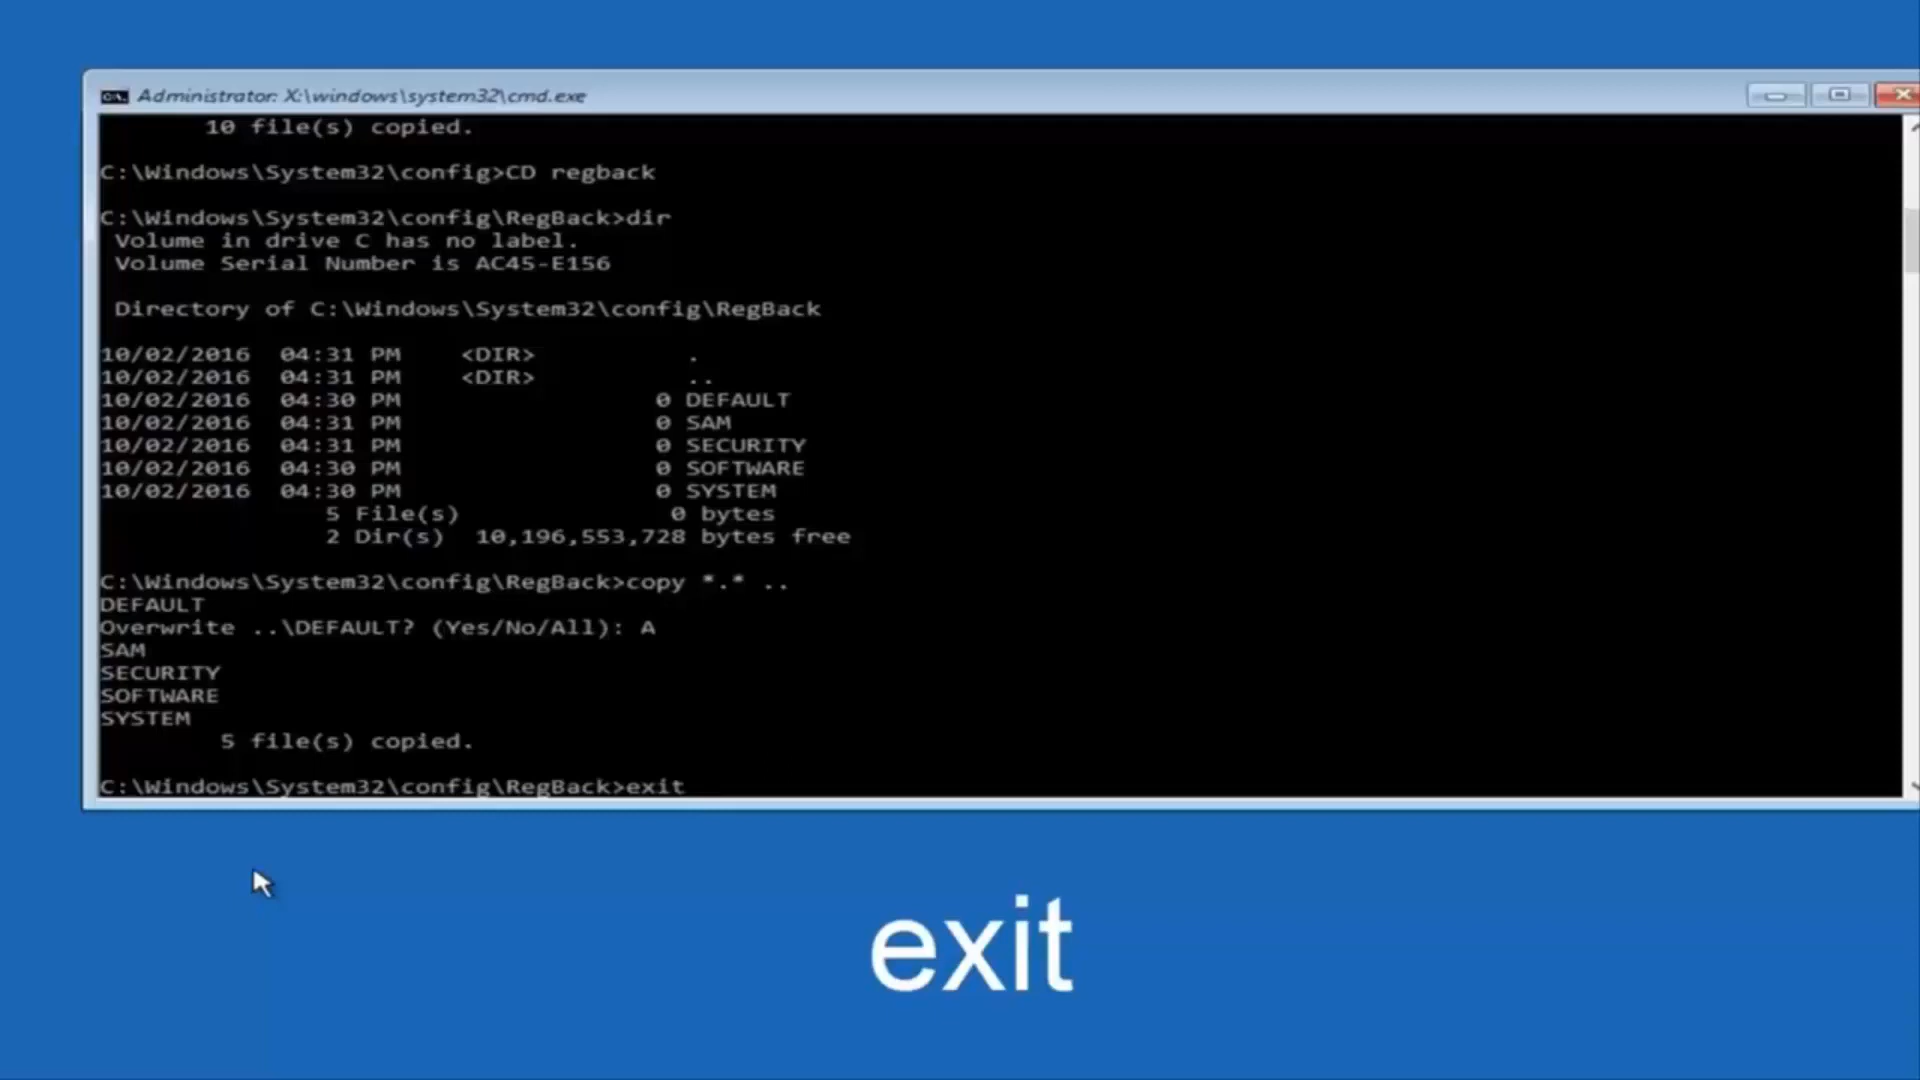 Administrator: X:\windows\system32\cmd.exe
10 file(s) copied.
C:\Windows\System32\config>CD regback
C:\Windows\System32\config\RegBack>dir
Volume in drive C has no label.
Volume Serial Number is AC45-E156
Directory of C:\Windows\System32\config\RegBack
10/02/2016 04:31 PM <DIR> .
10/02/2016 04:31 PM <DIR> ..
10/02/2016 04:30 PM 0 DEFAULT
10/02/2016 04:31 PM 0 SAM
10/02/2016 04:31 PM 0 SECURITY
10/02/2016 04:30 PM 0 SOFTWARE
10/02/2016 04:30 PM 0 SYSTEM
5 File(s) 0 bytes
2 Dir(s) 10,196,553,728 bytes free
C:\Windows\System32\config\RegBack>copy *.* ..
DEFAULT
Overwrite ..\DEFAULT? (Yes/No/All): A
SAM
SECURITY
SOFTWARE
SYSTEM
5 file(s) copied.
C:\Windows\System32\config\RegBack>exit
exit